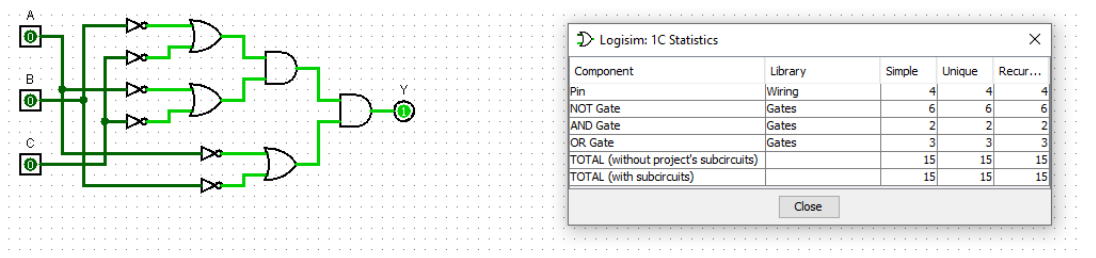 A
B
C
0
0
0
Y
1
Logisim: 1C Statistics
Component Library Simple Unique Recur...
Pin Wiring 4 4 4
NOT Gate Gates 6 6 6
AND Gate Gates 2 2 2
OR Gate Gates 3 3 3
TOTAL (without project's subcircuits) 15 15 15
TOTAL (with subcircuits) 15 15 15
Close